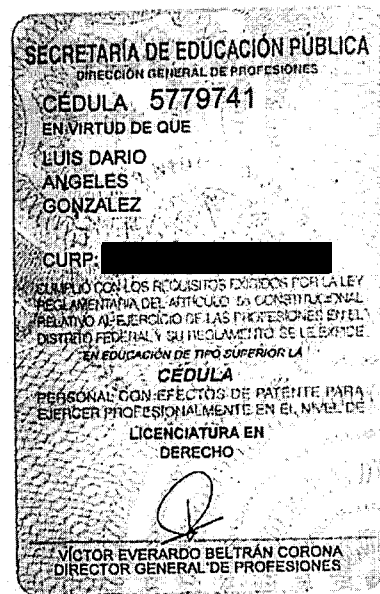 SECRETARÍA DE EDUCACIÓN PÚBLICA
DIRECCIÓN GENERAL DE PROFESIONES
CÉDULA 5779741
EN VIRTUD DE QUE
LUIS DARIO
ANGELES
GONZALEZ
CURP:
CUMPLIÓ CON LOS REQUISITOS EXIGIDOS POR LA LEY
REGLAMENTARIA DEL ARTÍCULO 5o CONSTITUCIONAL
RELATIVO AL EJERCICIO DE LAS PROFESIONES EN EL
DISTRITO FEDERAL Y SU REGLAMENTO SE LE EXPIDE
EN EDUCACIÓN DE TIPO SUPERIOR LA
CÉDULA
PERSONAL CON EFECTOS DE PATENTE PARA
EJERCER PROFESIONALMENTE EN EL NIVEL DE
LICENCIATURA EN
DERECHO
VÍCTOR EVERARDO BELTRÁN CORONA
DIRECTOR GENERAL DE PROFESIONES